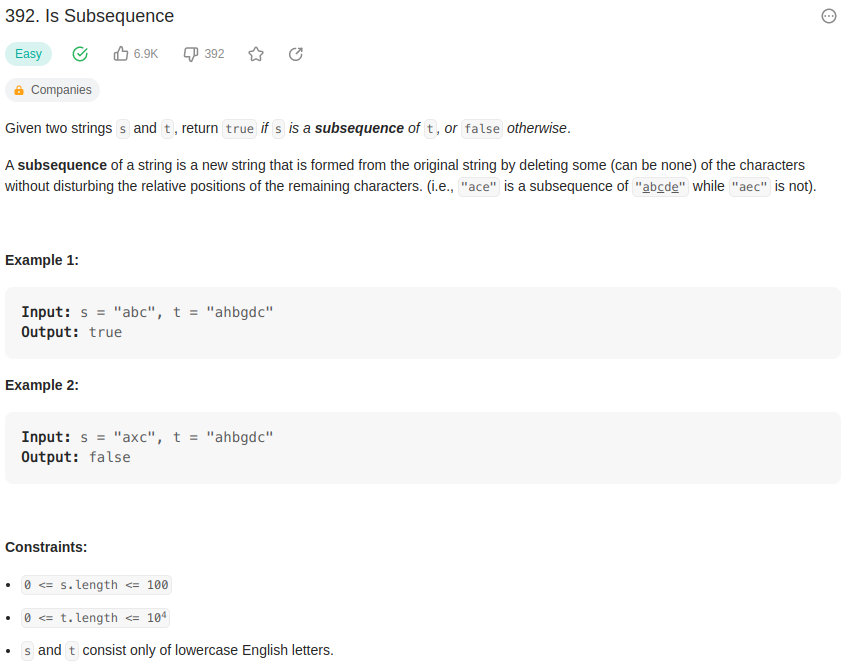 392. Is Subsequence
Easy 6.9K 392
Companies
Given two strings s and t, return true if s is a subsequence of t, or false otherwise.
A subsequence of a string is a new string that is formed from the original string by deleting some (can be none) of the characters
without disturbing the relative positions of the remaining characters. (i.e., "ace" is a subsequence of "abcde" while "aec" is not).
Example 1:
Input: s = "abc", t = "ahbgdc"
Output: true
Example 2:
Input: s = "axc", t = "ahbgdc"
Output: false
Constraints:
• 0 <= s.length <= 100
• 0 <= t.length <= 10⁴
• s and t consist only of lowercase English letters.